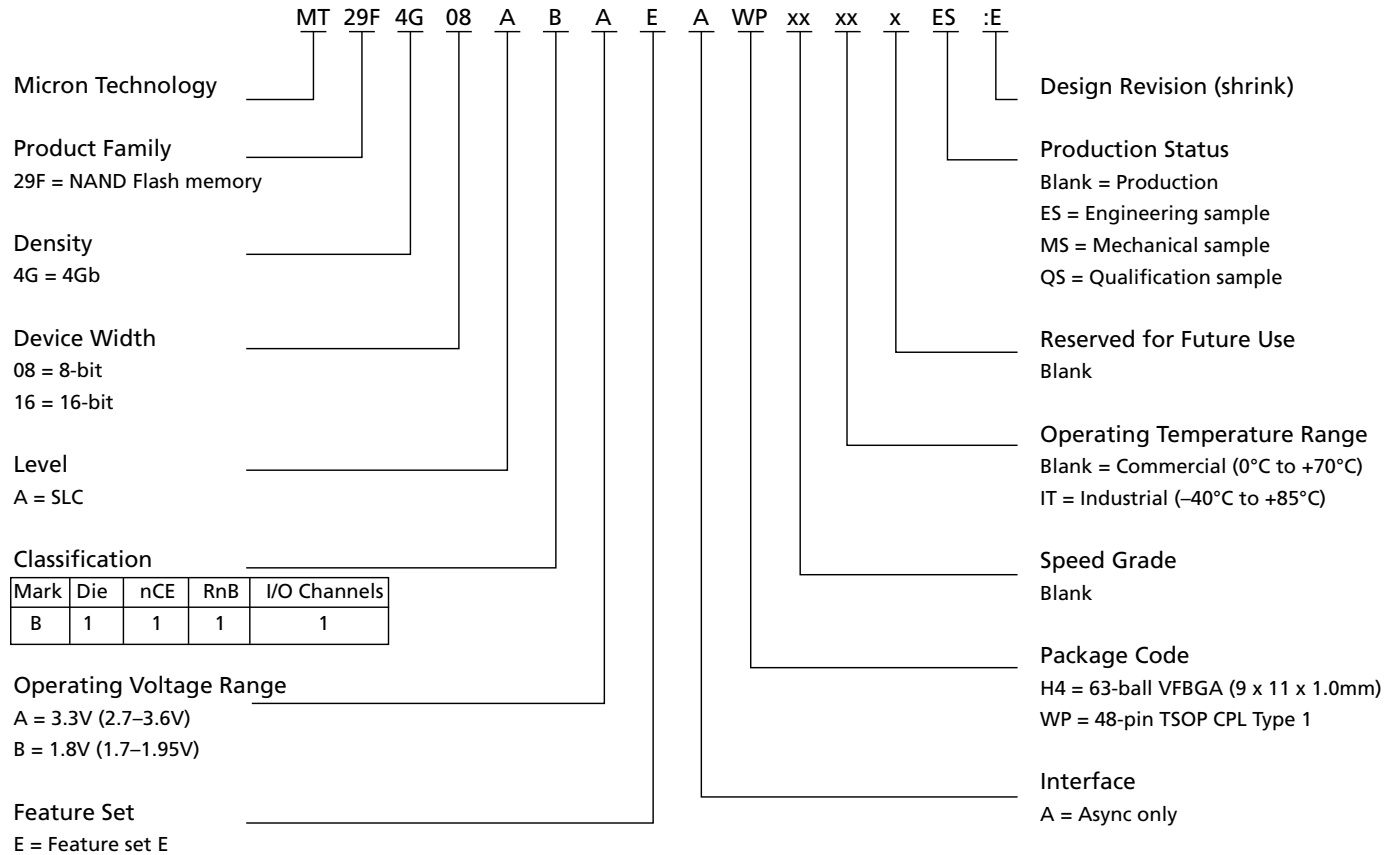 MT 29F 4G 08 A B A E A WP xx xx x ES :E
Micron Technology
Product Family
29F = NAND Flash memory
Density
4G = 4Gb
Device Width
08 = 8-bit
16 = 16-bit
Level
A = SLC
Classification
Mark Die nCE RnB I/O Channels
B 1 1 1 1
Operating Voltage Range
A = 3.3V (2.7–3.6V)
B = 1.8V (1.7–1.95V)
Feature Set
E = Feature set E
Design Revision (shrink)
Production Status
Blank = Production
ES = Engineering sample
MS = Mechanical sample
QS = Qualification sample
Reserved for Future Use
Blank
Operating Temperature Range
Blank = Commercial (0°C to +70°C)
IT = Industrial (–40°C to +85°C)
Speed Grade
Blank
Package Code
H4 = 63-ball VFBGA (9 x 11 x 1.0mm)
WP = 48-pin TSOP CPL Type 1
Interface
A = Async only